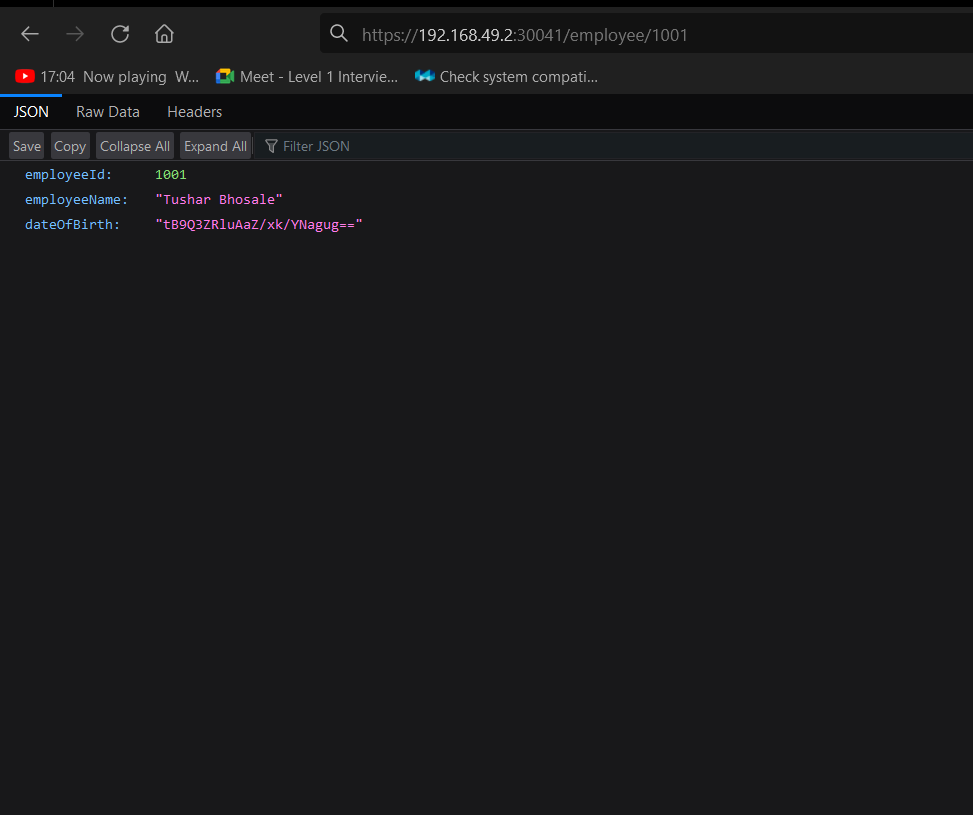 https://192.168.49.2:30041/employee/1001
17:04 Now playing W... Meet - Level 1 Intervie... Check system compati...
JSON Raw Data Headers
Save Copy Collapse All Expand All Filter JSON
employeeId: 1001
employeeName: "Tushar Bhosale"
dateOfBirth: "tB9Q3ZRluAaZ/xk/YNagug=="